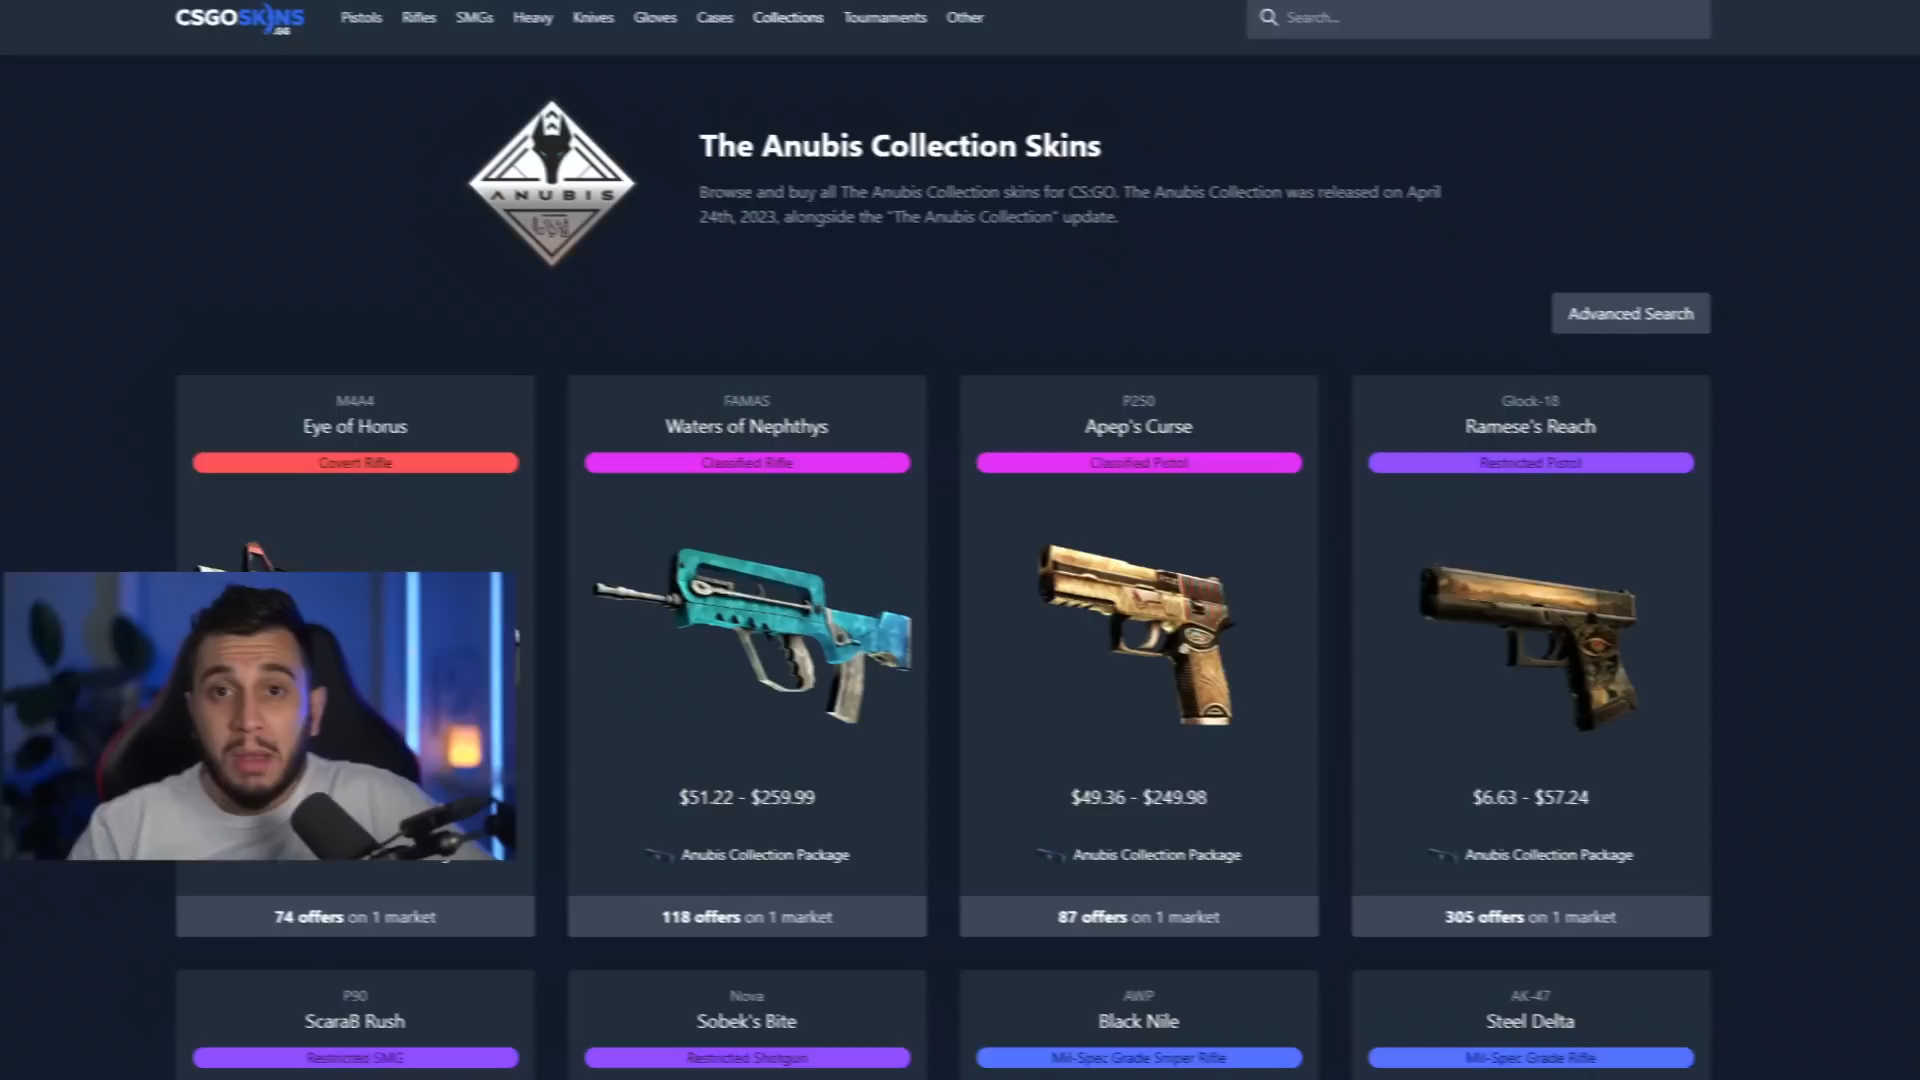 CSGOSKINS.GG
Pistols Rifles SMGs Heavy Knives Gloves Cases Collections Tournaments Other
Search...
ANUBIS
The Anubis Collection Skins
Browse and buy all The Anubis Collection skins for CS:GO. The Anubis Collection was released on April
24th, 2023, alongside the "The Anubis Collection" update.
Advanced Search
M4A4
Eye of Horus
Covert Rifle
74 offers on 1 market
FAMAS
Waters of Nephthys
Classified Rifle
$51.22 - $259.99
Anubis Collection Package
118 offers on 1 market
P250
Apep's Curse
Classified Pistol
$49.36 - $249.98
Anubis Collection Package
87 offers on 1 market
Glock-18
Ramese's Reach
Restricted Pistol
$6.63 - $57.24
Anubis Collection Package
305 offers on 1 market
P90
ScaraB Rush
Restricted SMG
Nova
Sobek's Bite
Restricted Shotgun
AWP
Black Nile
Mil-Spec Grade Sniper Rifle
AK-47
Steel Delta
Mil-Spec Grade Rifle